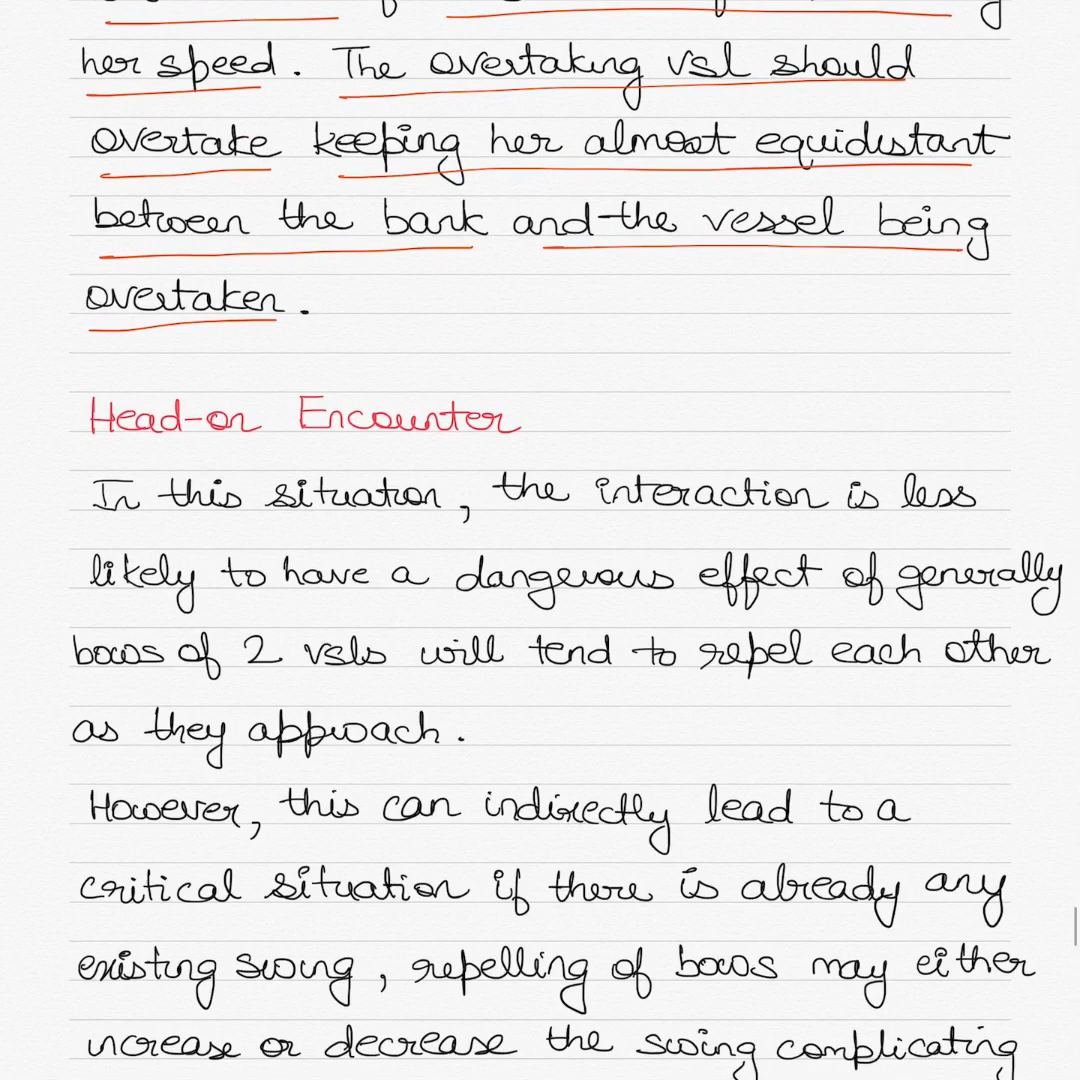 her speed. The overtaking vsl should
overtake keeping her almost equidistant
between the bank and the vessel being
overtaken.
Head-on Encounter
In this situation, the interaction is less
likely to have a dangerous effect of generally
bows of 2 vsls will tend to repel each other
as they approach.
However, this can indirectly lead to a
critical situation if there is already any
existing swing, repelling of bows may either
increase or decrease the swing complicating